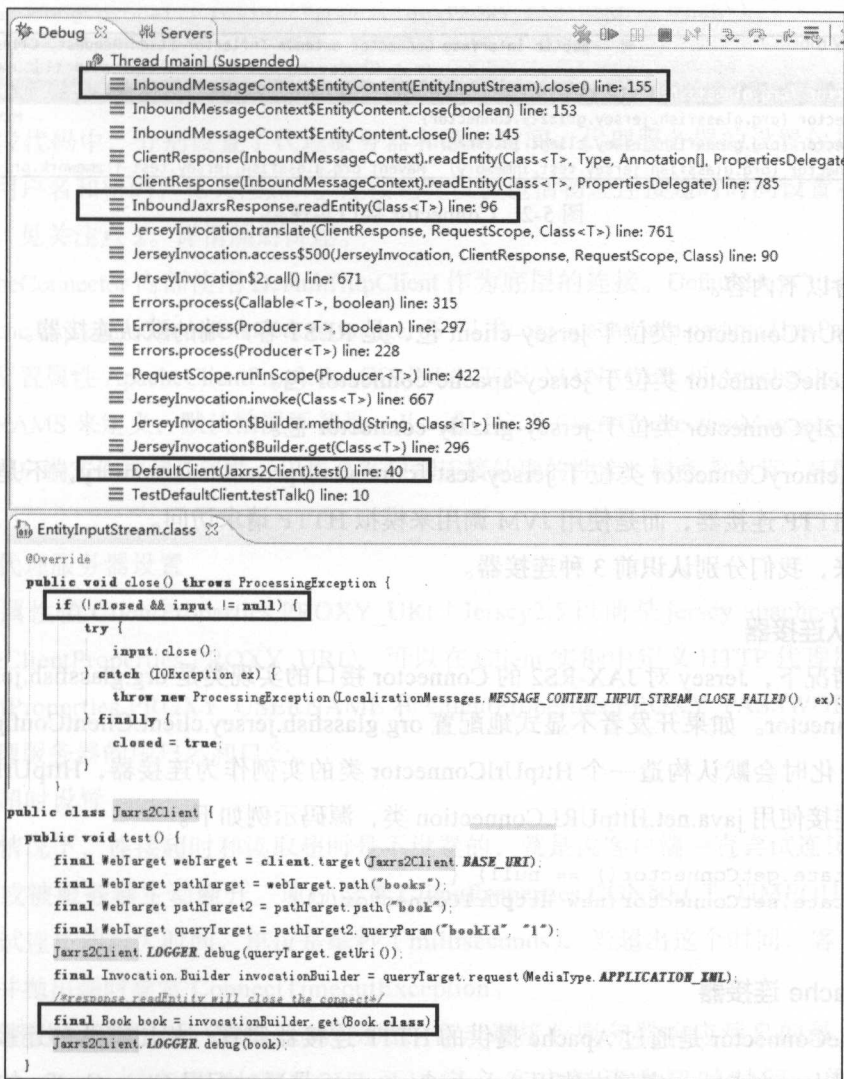 Debug Servers
Thread [main] (Suspended)
InboundMessageContext$EntityContent(EntityInputStream).close() line: 155
InboundMessageContext$EntityContent.close(boolean) line: 153
InboundMessageContext$EntityContent.close() line: 145
ClientResponse(InboundMessageContext).readEntity(Class<T>, Type, Annotation[], PropertiesDelegate
ClientResponse(InboundMessageContext).readEntity(Class<T>, PropertiesDelegate) line: 785
InboundJaxrsResponse.readEntity(Class<T>) line: 96
JerseyInvocation.translate(ClientResponse, RequestScope, Class<T>) line: 761
JerseyInvocation.access$500(JerseyInvocation, ClientResponse, RequestScope, Class) line: 90
JerseyInvocation$2.call() line: 671
Errors.process(Callable<T>, boolean) line: 315
Errors.process(Producer<T>, boolean) line: 297
Errors.process(Producer<T>) line: 228
RequestScope.runInScope(Producer<T>) line: 422
JerseyInvocation.invoke(Class<T>) line: 667
JerseyInvocation$Builder.method(String, Class<T>) line: 396
JerseyInvocation$Builder.get(Class<T>) line: 296
DefaultClient(Jaxrs2Client).test() line: 40
TestDefaultClient.testTalk() line: 10
EntityInputStream.class
@Override
public void close() throws ProcessingException {
if (!closed && input != null) {
try {
input.close();
} catch (IOException ex) {
throw new ProcessingException(LocalizationMessages.MESSAGE_CONTENT_INPUT_STREAM_CLOSE_FAILED(), ex);
} finally {
closed = true;
}
}
public class Jaxrs2Client {
public void test() {
final WebTarget webTarget = client.target(Jaxrs2Client.BASE_URI);
final WebTarget pathTarget = webTarget.path("books");
final WebTarget pathTarget2 = pathTarget.path("book");
final WebTarget queryTarget = pathTarget2.queryParam("bookId", "1");
Jaxrs2Client.LOGGER.debug(queryTarget.getUri());
final Invocation.Builder invocationBuilder = queryTarget.request(MediaType.APPLICATION_XML);
/*response readEntity will close the connect*/
final Book book = invocationBuilder.get(Book.class);
Jaxrs2Client.LOGGER.debug(book);
}